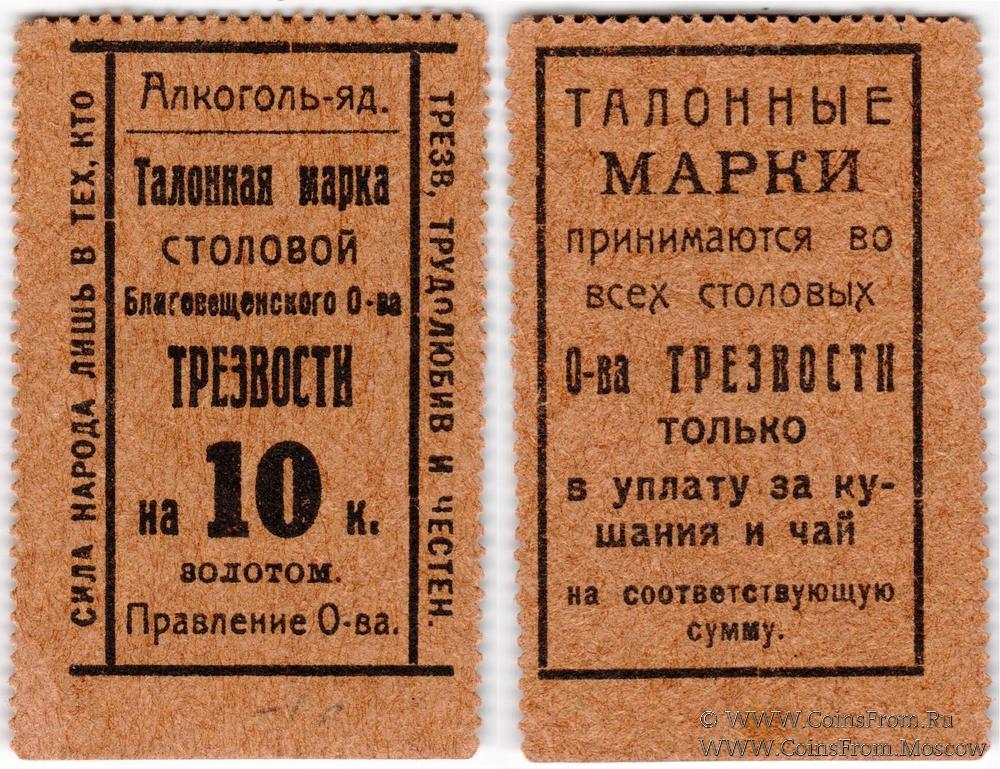 СИЛА НАРОДА ЛИШЬ В ТЕХ, КТО
Алкоголь-яд.
Талонная марка
СТОЛОВОЙ
Благовещенского О-ва
ТРЕЗВОСТИ
на 10 к.
золотом.
Правление О-ва.
ТРЕЗВ, ТРУДОЛЮБИВ И ЧЕСТЕН.
ТАЛОННЫЕ
МАРКИ
принимаются во
всех столовых
О-ва ТРЕЗВОСТИ
только
в уплату за ку-
шания и чай
на соответствующую
сумму.
© WWW.CoinsFrom.Ru
WWW.CoinsFrom.Moscow